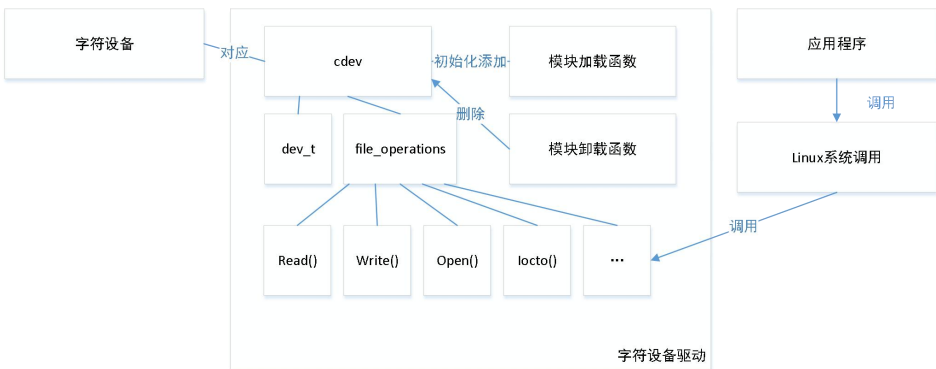 字符设备
对应
cdev
初始化添加
模块加载函数
应用程序
调用
删除
dev_t
file_operations
模块卸载函数
Linux系统调用
调用
Read()
Write()
Open()
Iocto()
...
字符设备驱动